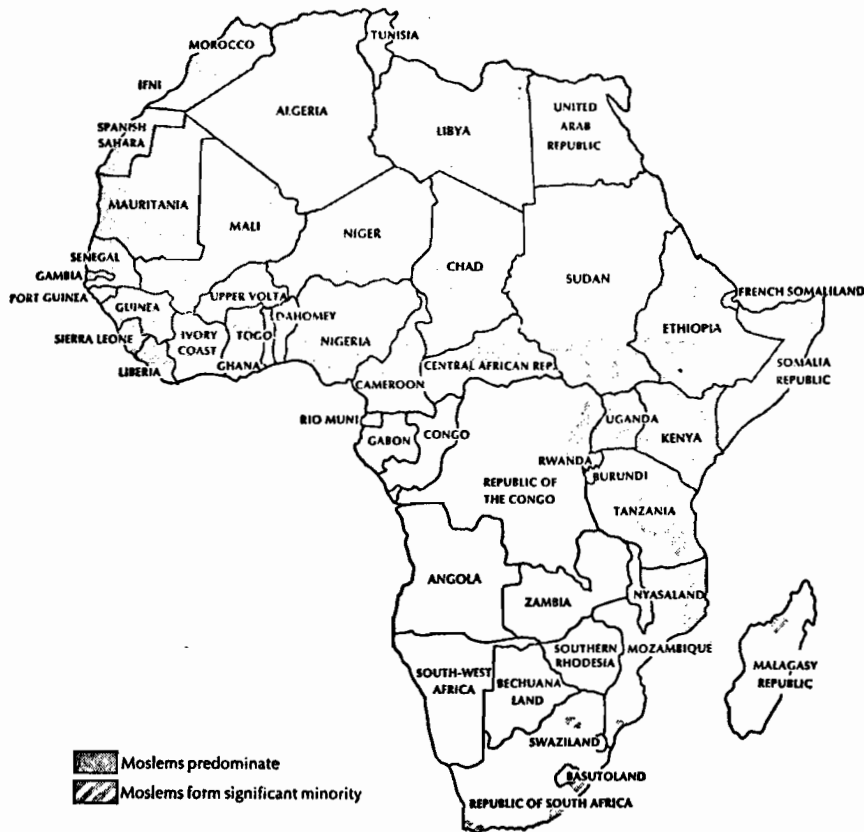 MOROCCO
TUNISIA
IFNI
ALGERIA
LIBYA
UNITED
ARAB
REPUBLIC
SPANISH
SAHARA
MAURITANIA
MALI
NIGER
CHAD
SUDAN
SENEGAL
GAMBIA
PORT GUINEA
GUINEA
UPPER VOLTA
DAHOMEY
FRENCH SOMALILAND
SIERRA LEONE
IVORY
COAST
TOGO
NIGERIA
ETHIOPIA
LIBERIA
GHANA
CAMEROON
CENTRAL AFRICAN REP
SOMALIA
REPUBLIC
RIO MUNI
GABON
CONGO
UGANDA
KENYA
RWANDA
BURUNDI
REPUBLIC OF
THE CONGO
TANZANIA
ANGOLA
ZAMBIA
NYASALAND
MOZAMBIQUE
SOUTHERN
RHODESIA
MALAGASY
REPUBLIC
SOUTH-WEST
AFRICA
BECHUANA
LAND
SWAZILAND
BASUTOLAND
REPUBLIC OF SOUTH AFRICA
Moslems predominate
Moslems form significant minority